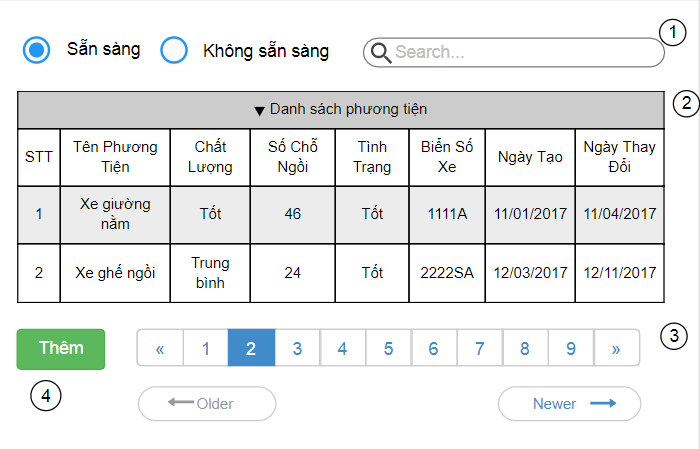 Sẵn sàng Không sẵn sàng Search... 1
▼ Danh sách phương tiện 2
STT Tên Phương Tiện Chất Lượng Số Chỗ Ngồi Tình Trạng Biển Số Xe Ngày Tạo Ngày Thay Đổi
1 Xe giường nằm Tốt 46 Tốt 1111A 11/01/2017 11/04/2017
2 Xe ghế ngồi Trung bình 24 Tốt 2222SA 12/03/2017 12/11/2017
Thêm « 1 2 3 4 5 6 7 8 9 » 3
4 Older Newer